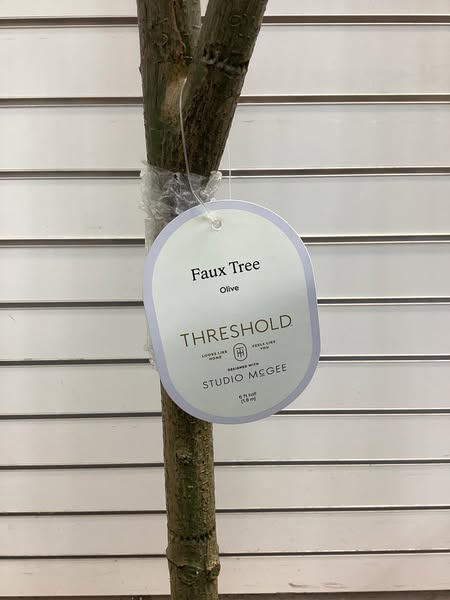 Faux Tree
Olive
THRESHOLD
LOOKS LIKE HOME
TH
FEELS LIKE YOU
DESIGNED WITH
STUDIO McGEE
6 ft tall
(1.8 m)